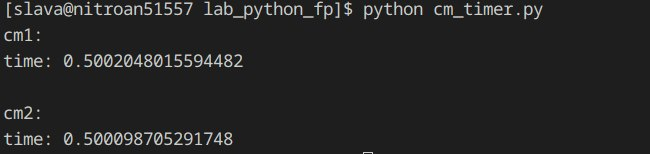 [slava@nitroan51557 lab_python_fp]$ python cm_timer.py
cm1:
time: 0.5002048015594482
cm2:
time: 0.500098705291748